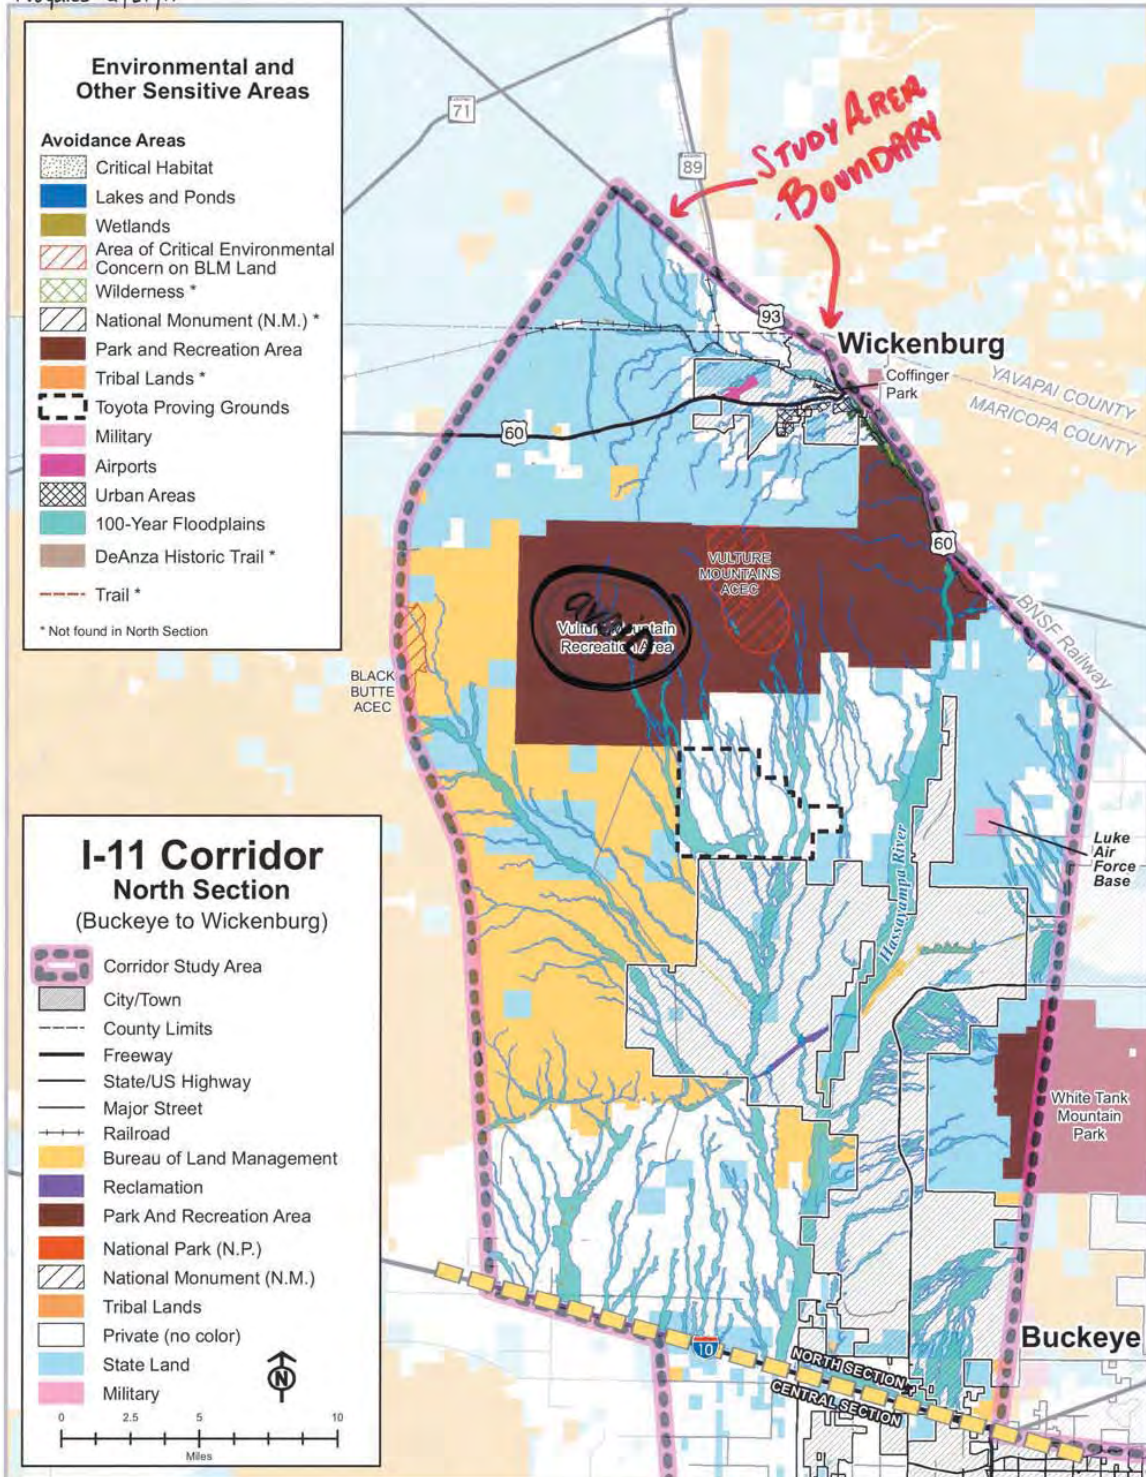 Environmental and
Other Sensitive Areas
Avoidance Areas
Critical Habitat
Lakes and Ponds
Wetlands
Area of Critical Environmental
Concern on BLM Land
Wilderness *
National Monument (N.M.) *
Park and Recreation Area
Tribal Lands *
Toyota Proving Grounds
Military
Airports
Urban Areas
100-Year Floodplains
DeAnza Historic Trail *
Trail *
* Not found in North Section
71
89
STUDY AREA
BOUNDARY
93
Wickenburg
Coffinger
Park
YAVAPAI COUNTY
MARICOPA COUNTY
60
60
VULTURE
MOUNTAINS
ACEC
Vulture Mountain
Recreation Area
BNSF Railway
BLACK
BUTTE
ACEC
Luke
Air
Force
Base
Hassayampa River
White Tank
Mountain
Park
Buckeye
10
NORTH SECTION
CENTRAL SECTION
I-11 Corridor
North Section
(Buckeye to Wickenburg)
Corridor Study Area
City/Town
County Limits
Freeway
State/US Highway
Major Street
Railroad
Bureau of Land Management
Reclamation
Park And Recreation Area
National Park (N.P.)
National Monument (N.M.)
Tribal Lands
Private (no color)
State Land
Military
N
0 2.5 5 10
Miles